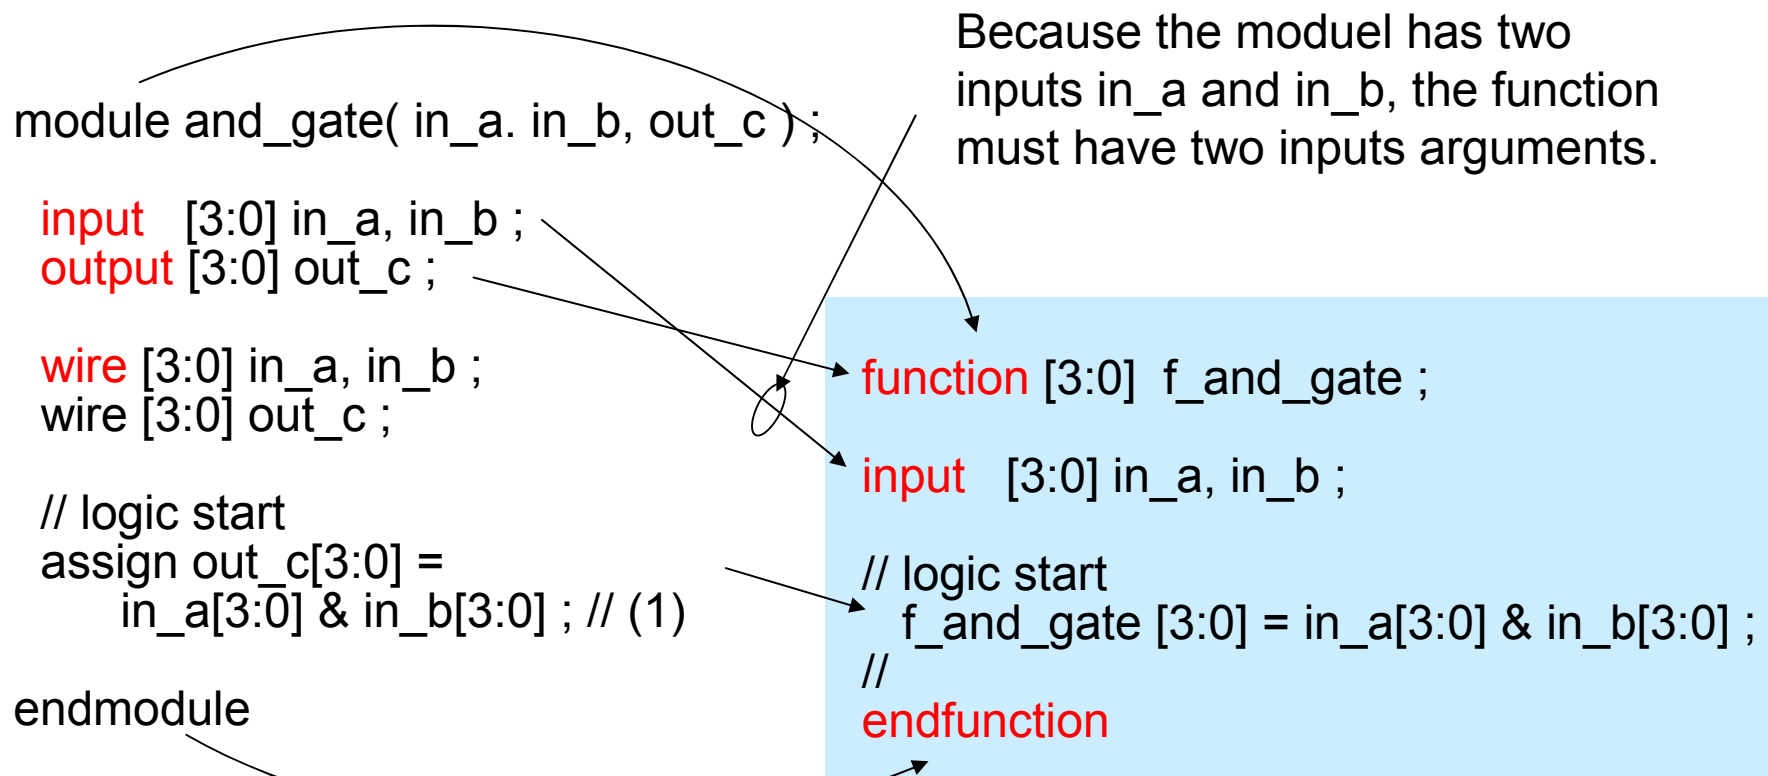 Because the moduel has two
inputs in_a and in_b, the function
must have two inputs arguments.
module and_gate( in_a. in_b, out_c ) ;
input [3:0] in_a, in_b ;
output [3:0] out_c ;
wire [3:0] in_a, in_b ;
wire [3:0] out_c ;
// logic start
assign out_c[3:0] =
in_a[3:0] & in_b[3:0] ; // (1)
endmodule
function [3:0] f_and_gate ;
input [3:0] in_a, in_b ;
// logic start
f_and_gate [3:0] = in_a[3:0] & in_b[3:0] ;
//
endfunction